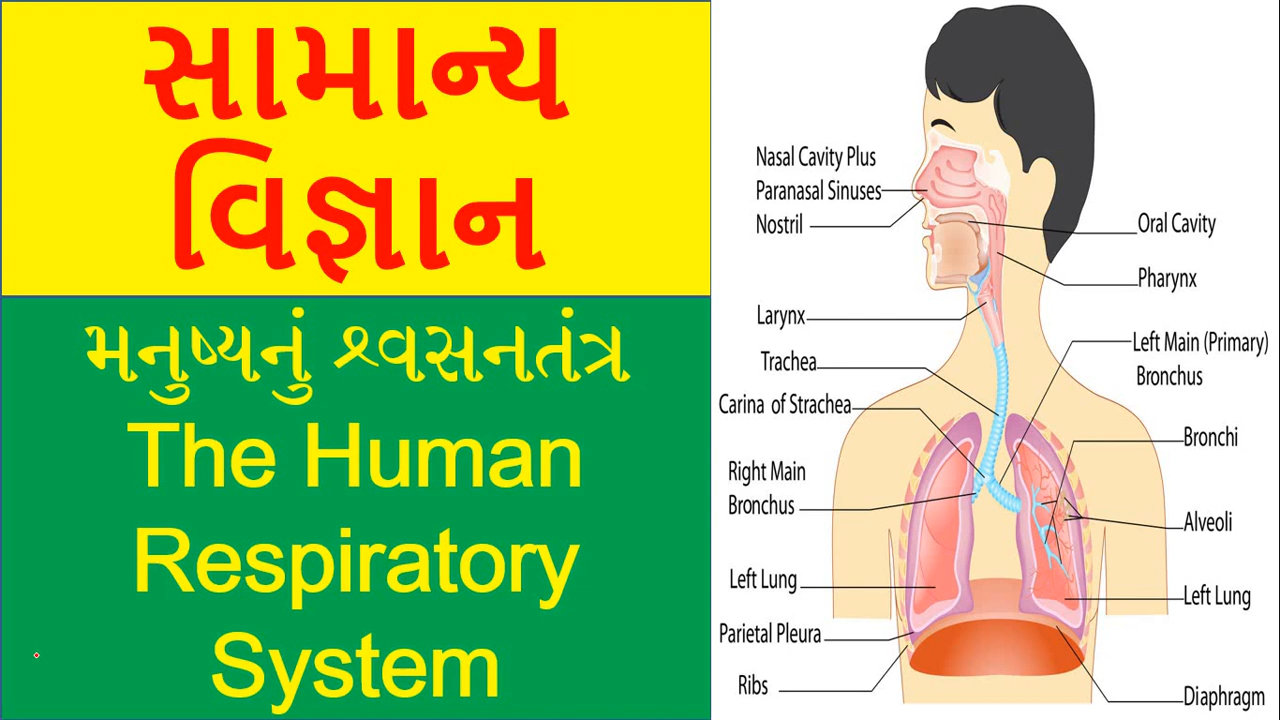 સામાન્ય
વિજ્ઞાન
મનુષ્યનું શ્વસનતંત્ર
The Human
Respiratory
System
Nasal Cavity Plus
Paranasal Sinuses
Nostril
Larynx
Trachea
Carina of Strachea
Right Main
Bronchus
Left Lung
Parietal Pleura
Ribs
Oral Cavity
Pharynx
Left Main (Primary)
Bronchus
Bronchi
Alveoli
Left Lung
Diaphragm